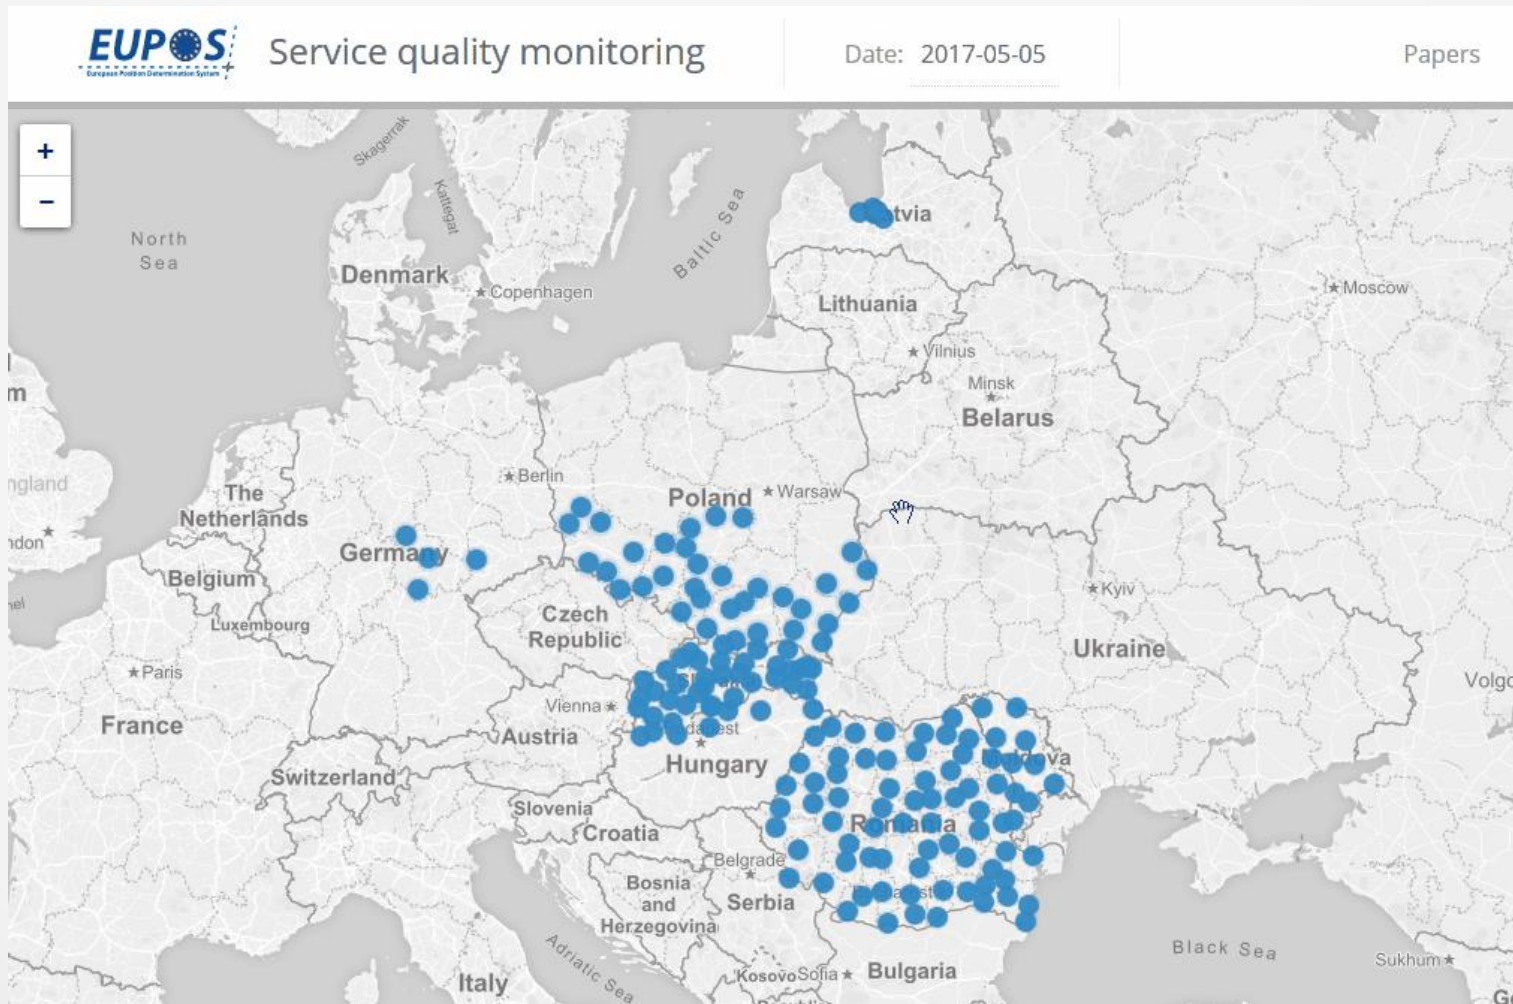 EUPOS
European Position Determination System
Service quality monitoring
Date: 2017-05-05
Papers
+
−
Skagerrak
Kattegat
North
Sea
Baltic Sea
Denmark
Copenhagen
Lithuania
Moscow
Vilnius
Minsk
Belarus
Berlin
Poland
Warsaw
The
Netherlands
Germany
Belgium
Luxembourg
Czech
Republic
Kyiv
Ukraine
Paris
Vienna
France
Austria
Hungary
Moldova
Switzerland
Slovenia
Croatia
Romania
Belgrade
Bosnia
and
Herzegovina
Serbia
Adriatic Sea
Black Sea
Kosovo
Sofia
Bulgaria
Sukhum
Italy